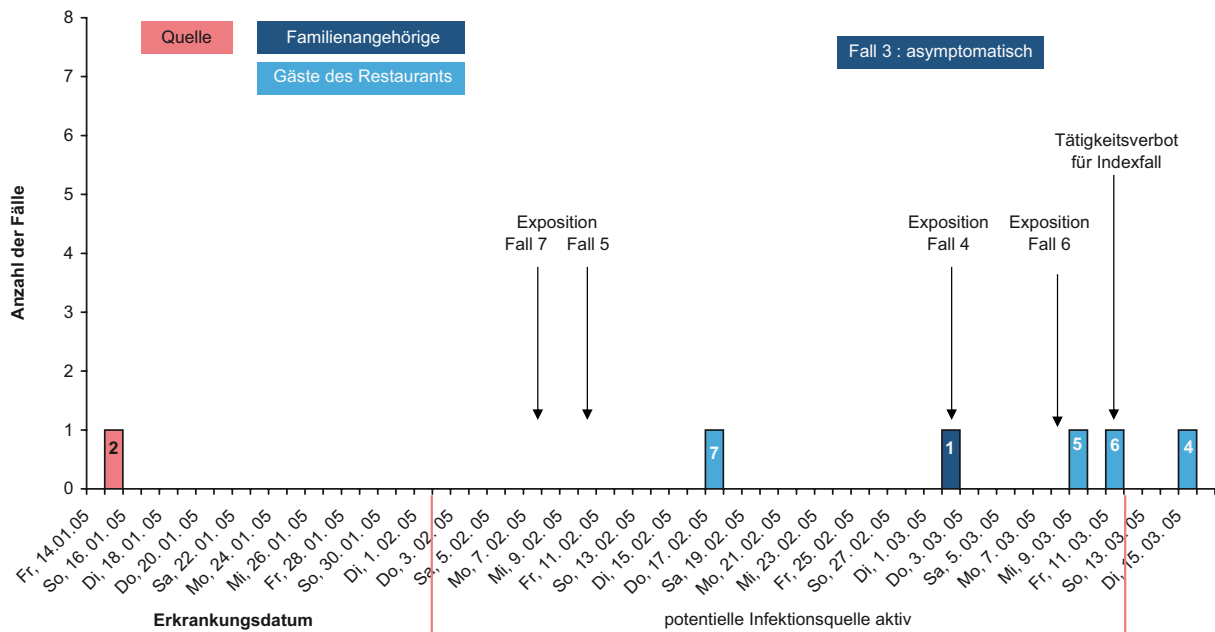 8
7
6
5
4
3
2
1
0
Anzahl der Fälle
Quelle
Familienangehörige
Gäste des Restaurants
Fall 3 : asymptomatisch
Tätigkeitsverbot
für Indexfall
Exposition
Fall 7 Fall 5
Exposition
Fall 4
Exposition
Fall 6
2
7
1
5
6
4
Fr, 14.01.05
So, 16. 01. 05
Di, 18. 01. 05
Do, 20. 01. 05
Sa, 22. 01. 05
Mo, 24. 01. 05
Mi, 26. 01. 05
Fr, 28. 01. 05
So, 30. 01. 05
Di, 1. 02. 05
Do, 3. 02. 05
Sa, 5. 02. 05
Mo, 7. 02. 05
Mi, 9. 02. 05
Fr, 11. 02. 05
So, 13. 02. 05
Di, 15. 02. 05
Do, 17. 02. 05
Sa, 19. 02. 05
Mo, 21. 02. 05
Mi, 23. 02. 05
Fr, 25. 02. 05
So, 27. 02. 05
Di, 1. 03. 05
Do, 3. 03. 05
Sa, 5. 03. 05
Mo, 7. 03. 05
Mi, 9. 03. 05
Fr, 11. 03. 05
So, 13. 03. 05
Di, 15. 03. 05
Erkrankungsdatum
potentielle Infektionsquelle aktiv